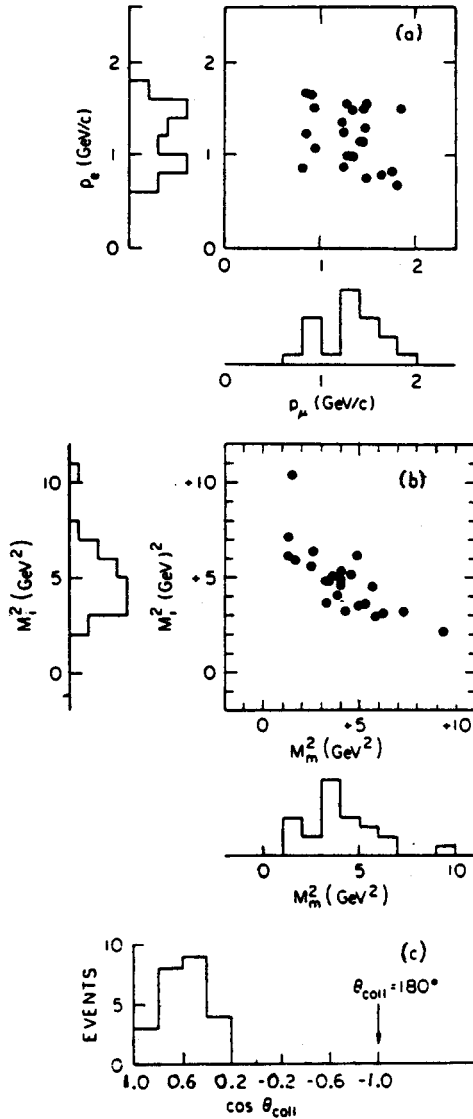 (a)
2
1
0
p_e (GeV/c)
2
1
0
0
1
2
p_μ (GeV/c)
(b)
10
5
0
M_i^2 (GeV^2)
+10
+5
0
M_i^2 (GeV)^2
0
+5
+10
M_m^2 (GeV^2)
0
5
10
M_m^2 (GeV^2)
(c)
EVENTS
10
5
0
θ_coll = 180°
1.0
0.6
0.2
-0.2
-0.6
-1.0
cos θ_coll